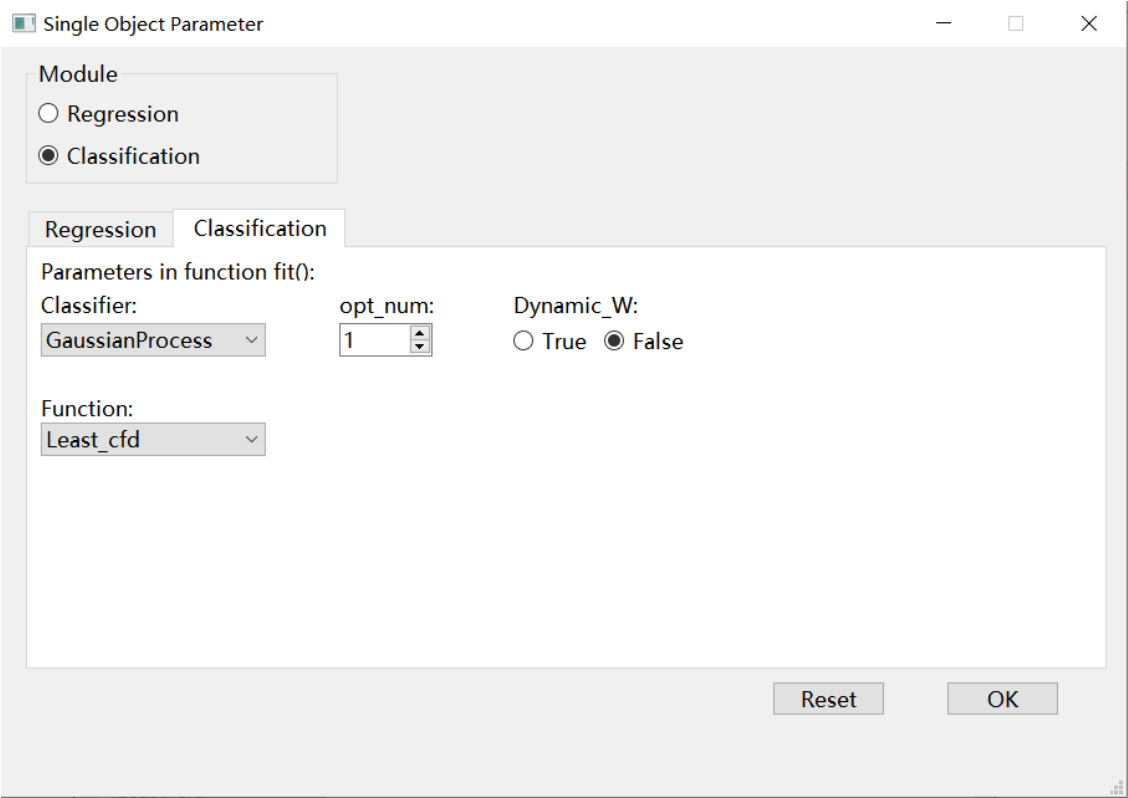 Single Object Parameter
Module
Regression
Classification
Regression Classification
Parameters in function fit():
Classifier: opt_num: Dynamic_W:
GaussianProcess 1 True False
Function:
Least_cfd
Reset OK